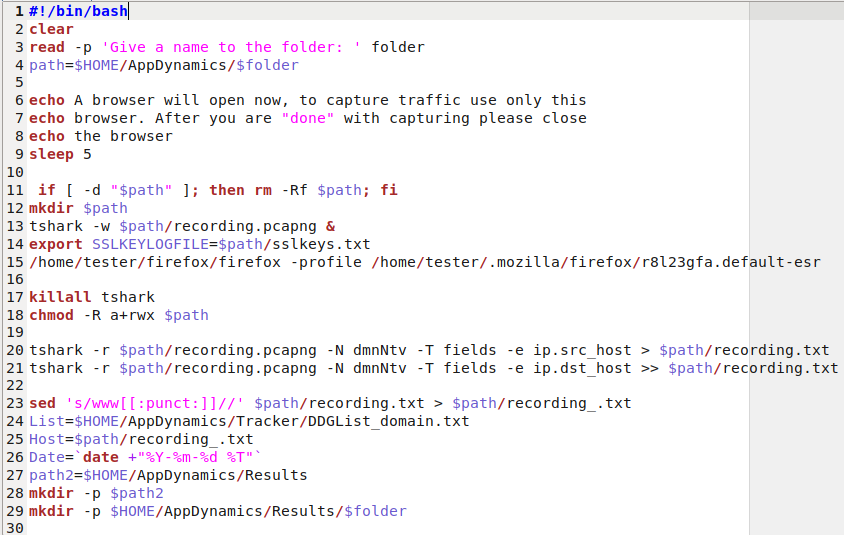 1 #!/bin/bash
2 clear
3 read -p 'Give a name to the folder: ' folder
4 path=$HOME/AppDynamics/$folder
5
6 echo A browser will open now, to capture traffic use only this
7 echo browser. After you are "done" with capturing please close
8 echo the browser
9 sleep 5
10
11  if [ -d "$path" ]; then rm -Rf $path; fi
12 mkdir $path
13 tshark -w $path/recording.pcapng &
14 export SSLKEYLOGFILE=$path/sslkeys.txt
15 /home/tester/firefox/firefox -profile /home/tester/.mozilla/firefox/r8l23gfa.default-esr
16
17 killall tshark
18 chmod -R a+rwx $path
19
20 tshark -r $path/recording.pcapng -N dmnNtv -T fields -e ip.src_host > $path/recording.txt
21 tshark -r $path/recording.pcapng -N dmnNtv -T fields -e ip.dst_host >> $path/recording.txt
22
23 sed 's/www[[:punct:]]//' $path/recording.txt > $path/recording_.txt
24 List=$HOME/AppDynamics/Tracker/DDGList_domain.txt
25 Host=$path/recording_.txt
26 Date=`date +"%Y-%m-%d %T"`
27 path2=$HOME/AppDynamics/Results
28 mkdir -p $path2
29 mkdir -p $HOME/AppDynamics/Results/$folder
30